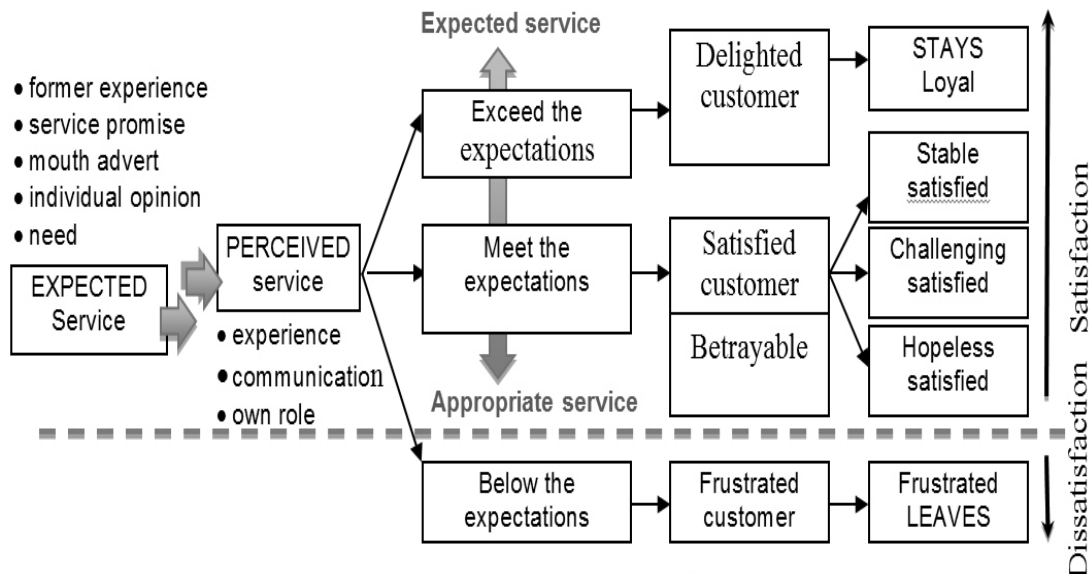 • former experience
• service promise
• mouth advert
• individual opinion
• need
EXPECTED
Service
PERCEIVED
service
• experience
• communication
• own role
Expected service
Exceed the
expectations
Meet the
expectations
Appropriate service
Below the
expectations
Delighted
customer
Satisfied
customer
Betrayable
Frustrated
customer
STAYS
Loyal
Stable
satisfied
Challenging
satisfied
Hopeless
satisfied
Frustrated
LEAVES
Satisfaction
Dissatisfaction